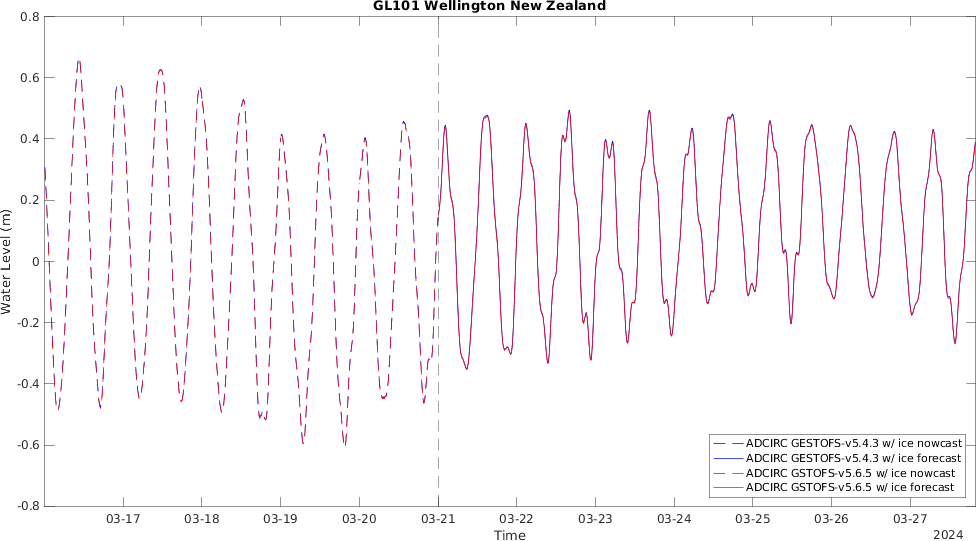 GL101 Wellington New Zealand
0.8
0.6
0.4
0.2
0
-0.2
-0.4
-0.6
-0.8
Water Level (m)
ADCIRC GESTOFS-v5.4.3 w/ ice nowcast
ADCIRC GESTOFS-v5.4.3 w/ ice forecast
ADCIRC GSTOFS-v5.6.5 w/ ice nowcast
ADCIRC GSTOFS-v5.6.5 w/ ice forecast
03-17 03-18 03-19 03-20 03-21 03-22 03-23 03-24 03-25 03-26 03-27
Time
2024